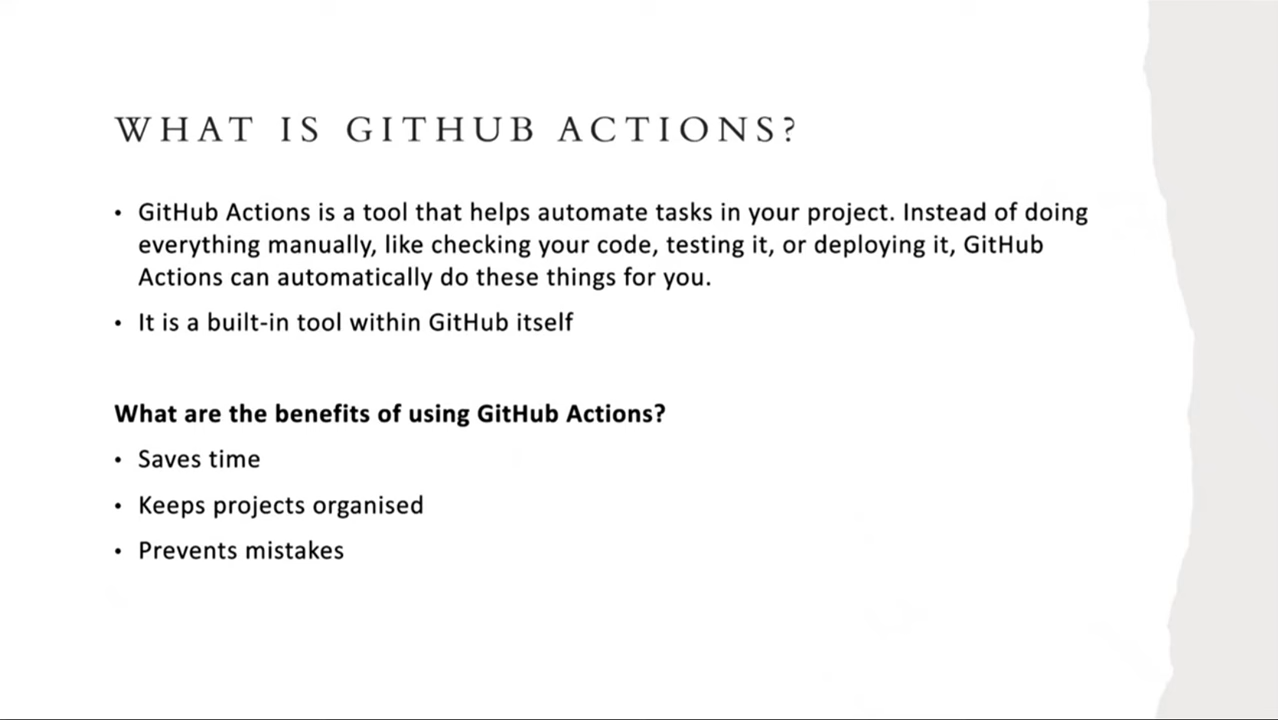 WHAT IS GITHUB ACTIONS?
• GitHub Actions is a tool that helps automate tasks in your project. Instead of doing
everything manually, like checking your code, testing it, or deploying it, GitHub
Actions can automatically do these things for you.
• It is a built-in tool within GitHub itself
What are the benefits of using GitHub Actions?
• Saves time
• Keeps projects organised
• Prevents mistakes